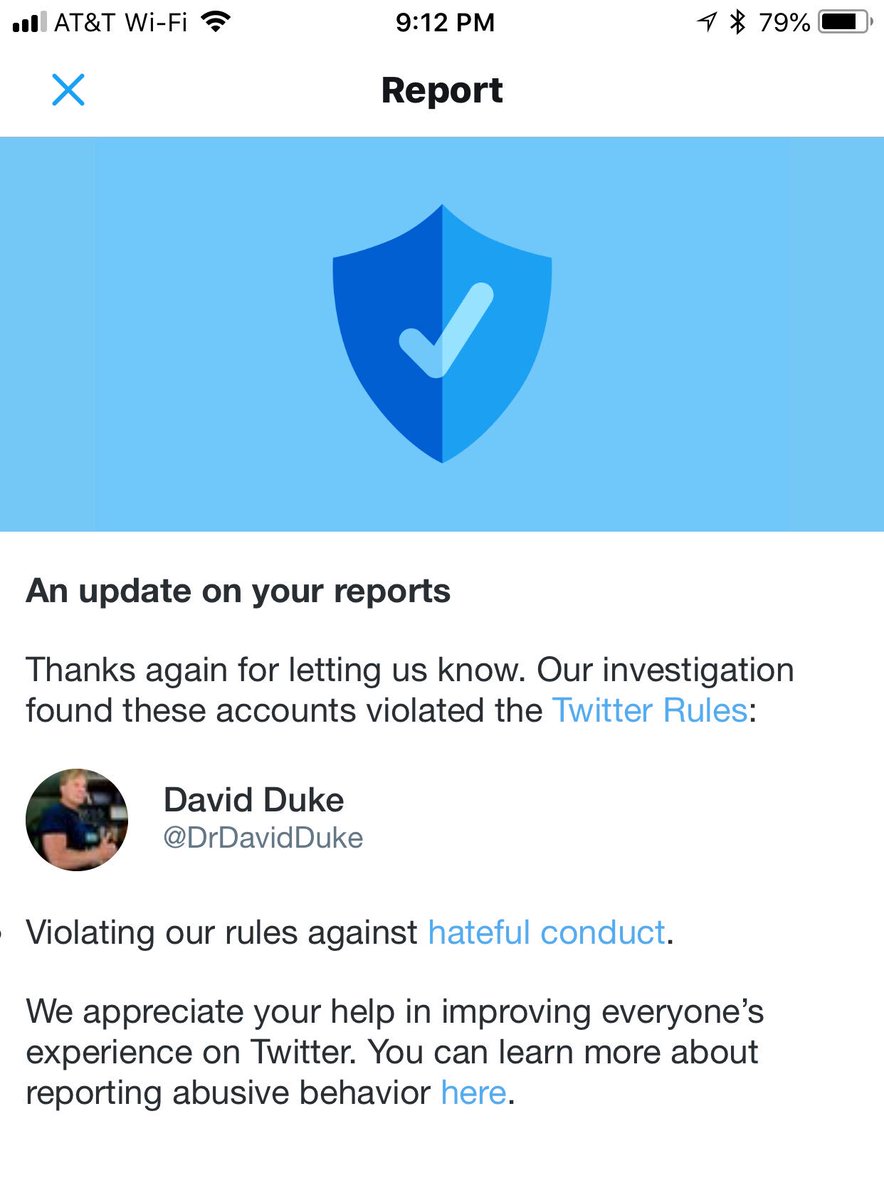 AT&T Wi-Fi 9:12 PM 79%
Report
An update on your reports
Thanks again for letting us know. Our investigation
found these accounts violated the Twitter Rules:
David Duke
@DrDavidDuke
Violating our rules against hateful conduct.
We appreciate your help in improving everyone’s
experience on Twitter. You can learn more about
reporting abusive behavior here.